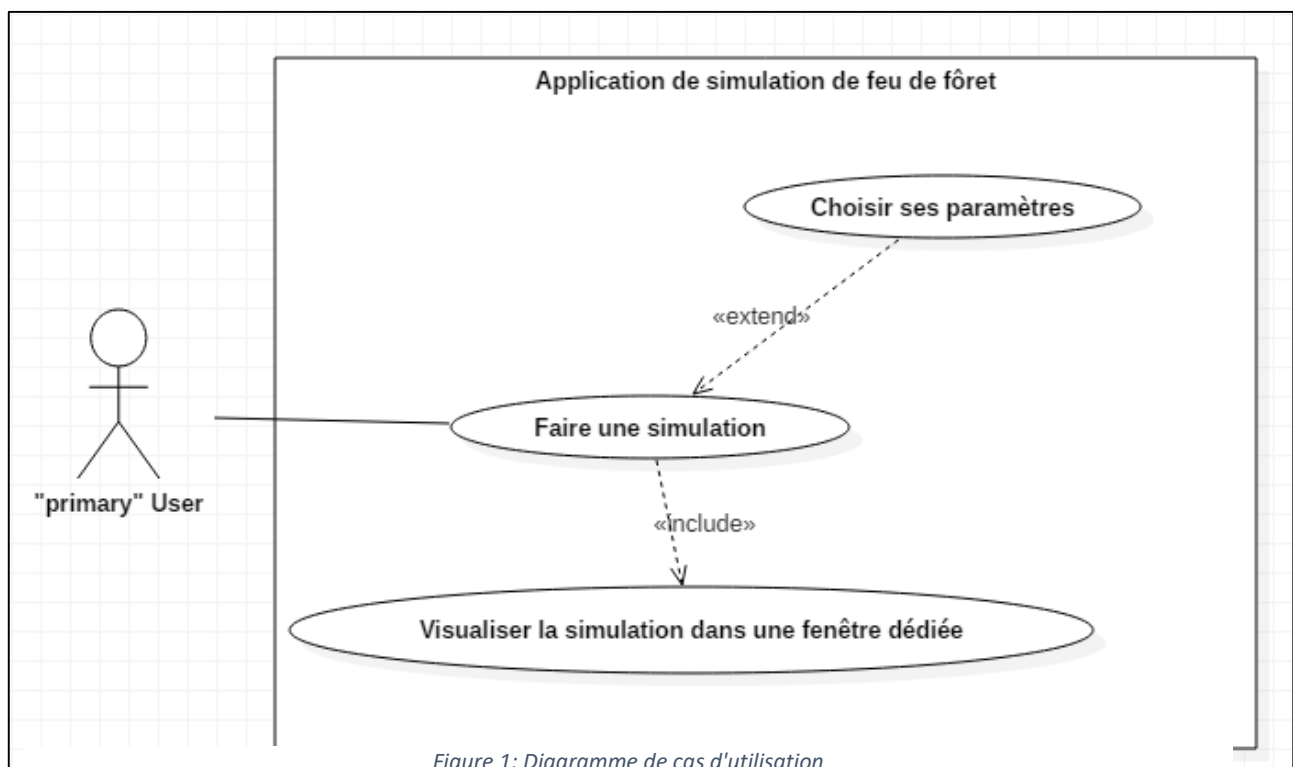 Application de simulation de feu de fôret
Choisir ses paramètres
«extend»
Faire une simulation
"primary" User
«include»
Visualiser la simulation dans une fenêtre dédiée
Figure 1: Diagramme de cas d'utilisation